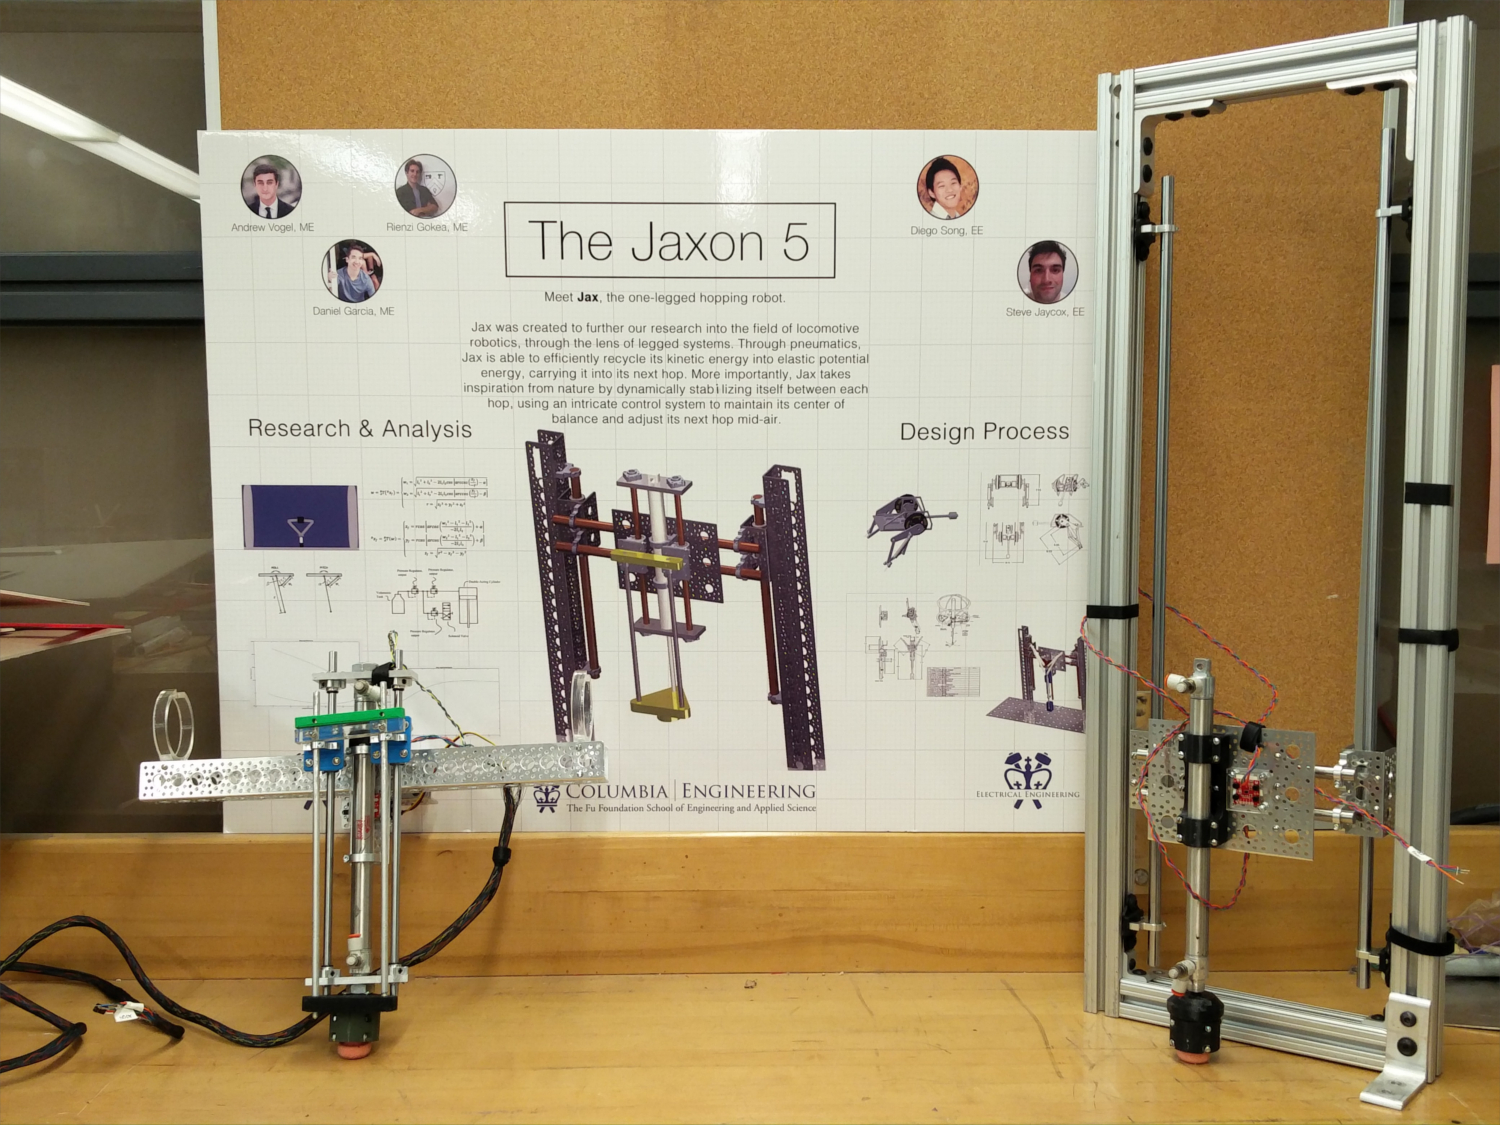 Andrew Vogel, ME
Rienzi Gokea, ME
Daniel Garcia, ME
The Jaxon 5
Diego Song, EE
Steve Jaycox, EE
Meet Jax, the one-legged hopping robot.
Jax was created to further our research into the field of locomotive
robotics, through the lens of legged systems. Through pneumatics,
Jax is able to efficiently recycle its kinetic energy into elastic potential
energy, carrying it into its next hop. More importantly, Jax takes
inspiration from nature by dynamically stabilizing itself between each
hop, using an intricate control system to maintain its center of
balance and adjust its next hop mid-air.
Research & Analysis
Design Process
COLUMBIA | ENGINEERING
The Fu Foundation School of Engineering and Applied Science
ELECTRICAL ENGINEERING